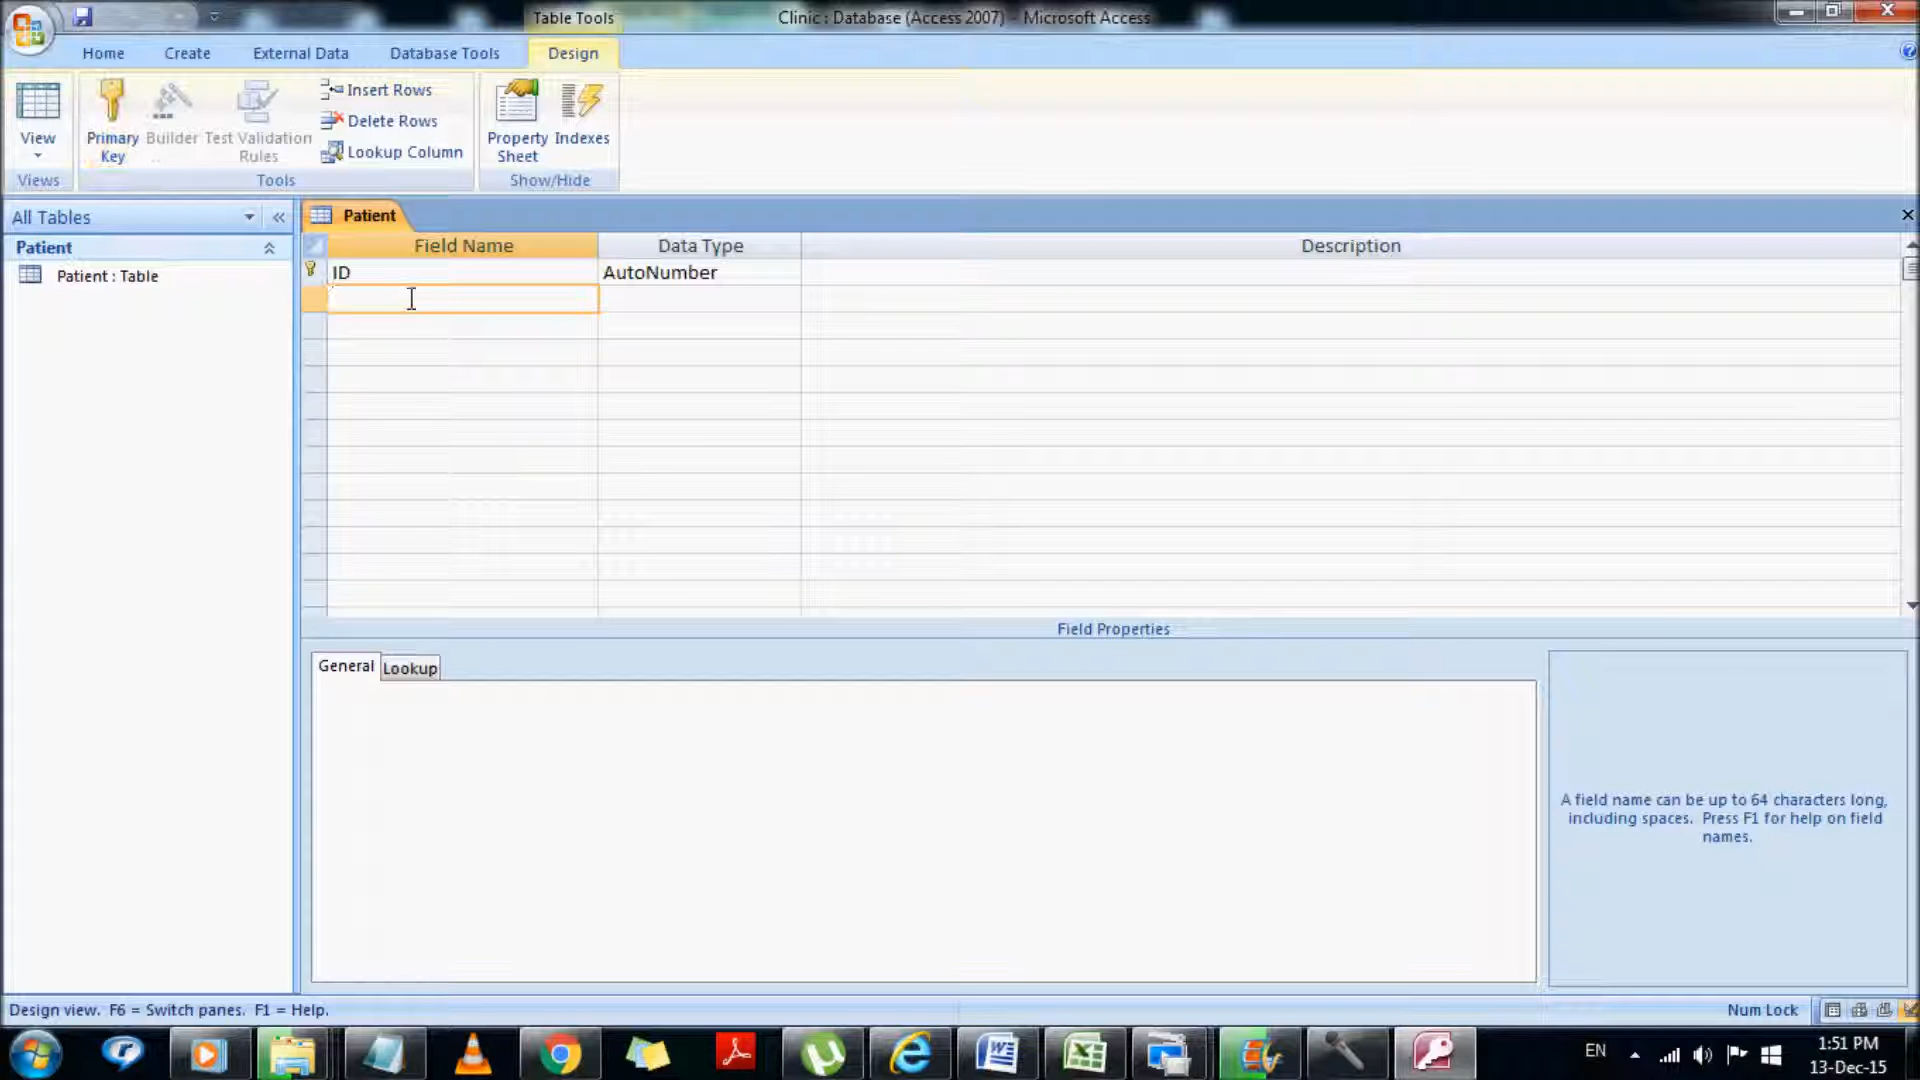 Table Tools
Clinic : Database (Access 2007) - Microsoft Access
Home
Create
External Data
Database Tools
Design
View
Primary Key
Builder
Test Validation Rules
Insert Rows
Delete Rows
Lookup Column
Property Sheet
Indexes
Views
Tools
Show/Hide
All Tables
Patient
Patient : Table
Patient
Field Name
Data Type
Description
ID
AutoNumber
Field Properties
General
Lookup
A field name can be up to 64 characters long,
including spaces. Press F1 for help on field
names.
Design view. F6 = Switch panes. F1 = Help.
Num Lock
EN
1:51 PM
13-Dec-15